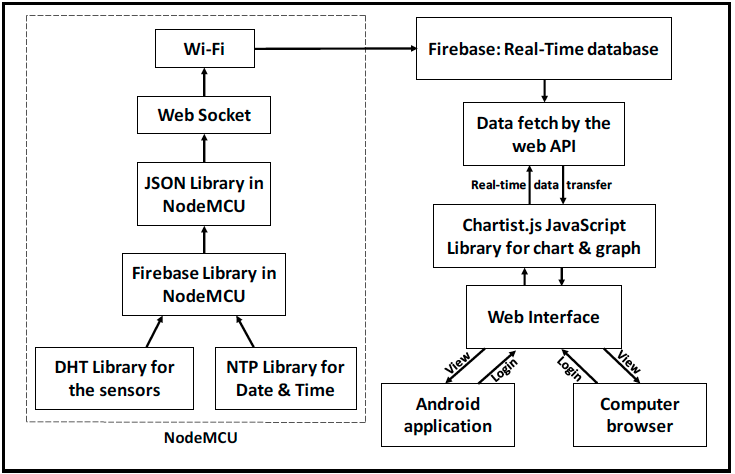 Wi-Fi
Web Socket
JSON Library in
NodeMCU
Firebase Library in
NodeMCU
DHT Library for
the sensors
NTP Library for
Date & Time
NodeMCU
Firebase: Real-Time database
Data fetch by the
web API
Real-time data transfer
Chartist.js JavaScript
Library for chart & graph
Web Interface
View
Login
Login
View
Android
application
Computer
browser